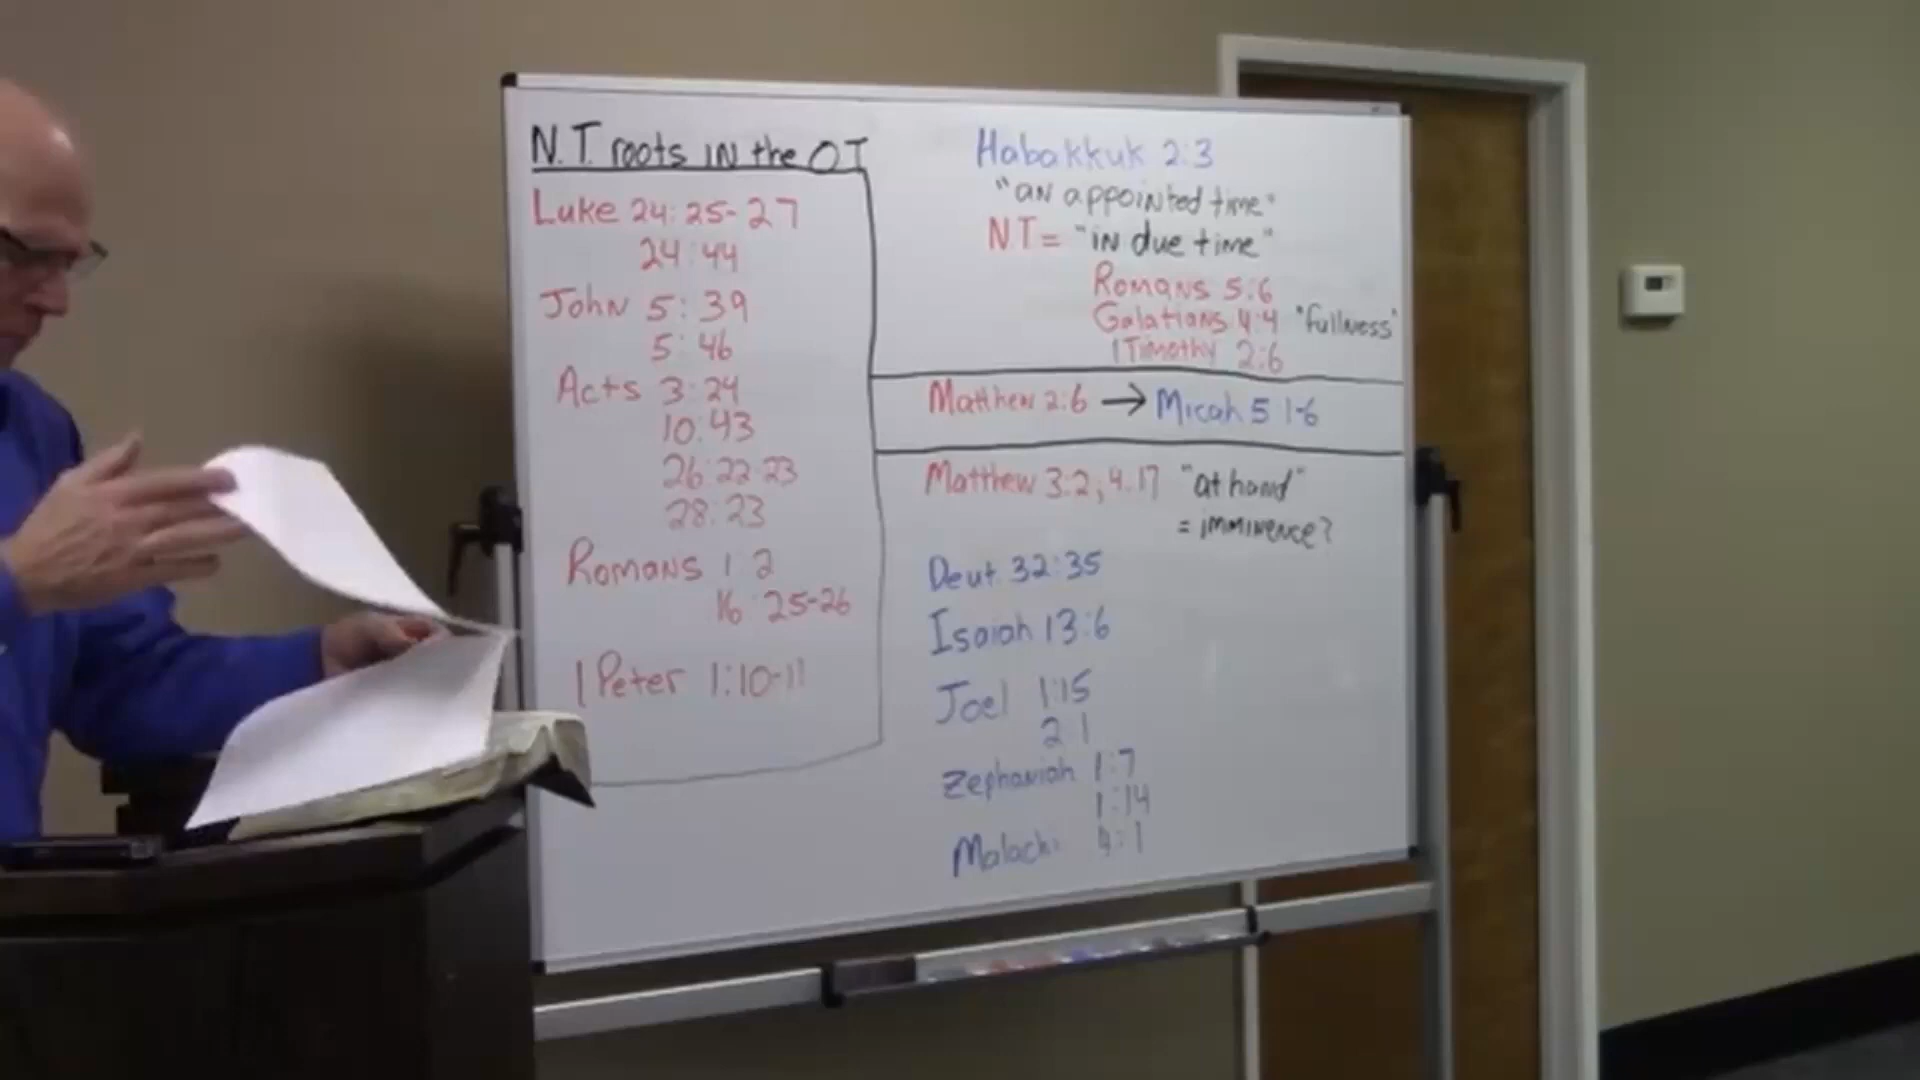 N.T. roots in the OT
Luke 24:25-27
24:44
John 5:39
5:46
Acts 3:24
10:43
26:22-23
28:23
Romans 1:2
16:25-26
1 Peter 1:10-11
Habakkuk 2:3
"an appointed time"
N.T = "in due time"
Romans 5:6
Galatians 4:4 "fullness"
1 Timothy 2:6
Matthew 2:6 → Micah 5 1-6
Matthew 3:2; 4:17 "at hand"
= imminence?
Deut. 32:35
Isaiah 13:6
Joel 1:15
2:1
Zephaniah 1:7
1:14
Malachi 4:1